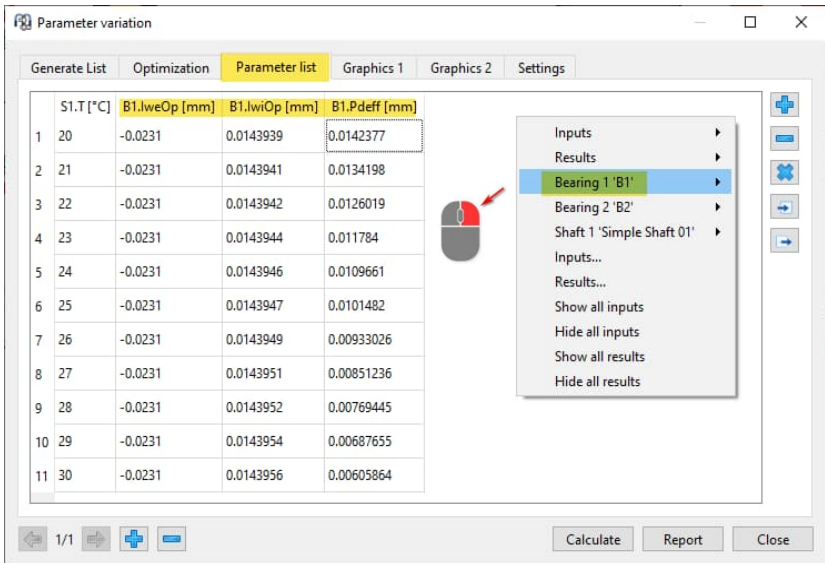 Parameter variation
Generate List Optimization Parameter list Graphics 1 Graphics 2 Settings
S1.T [°C] B1.IweOp [mm] B1.IwiOp [mm] B1.Pdeff [mm]
1 20 -0.0231 0.0143939 0.0142377
2 21 -0.0231 0.0143941 0.0134198
3 22 -0.0231 0.0143942 0.0126019
4 23 -0.0231 0.0143944 0.011784
5 24 -0.0231 0.0143946 0.0109661
6 25 -0.0231 0.0143947 0.0101482
7 26 -0.0231 0.0143949 0.00933026
8 27 -0.0231 0.0143951 0.00851236
9 28 -0.0231 0.0143952 0.00769445
10 29 -0.0231 0.0143954 0.00687655
11 30 -0.0231 0.0143956 0.00605864
Inputs
Results
Bearing 1 'B1'
Bearing 2 'B2'
Shaft 1 'Simple Shaft 01'
Inputs...
Results...
Show all inputs
Hide all inputs
Show all results
Hide all results
1/1 Calculate Report Close